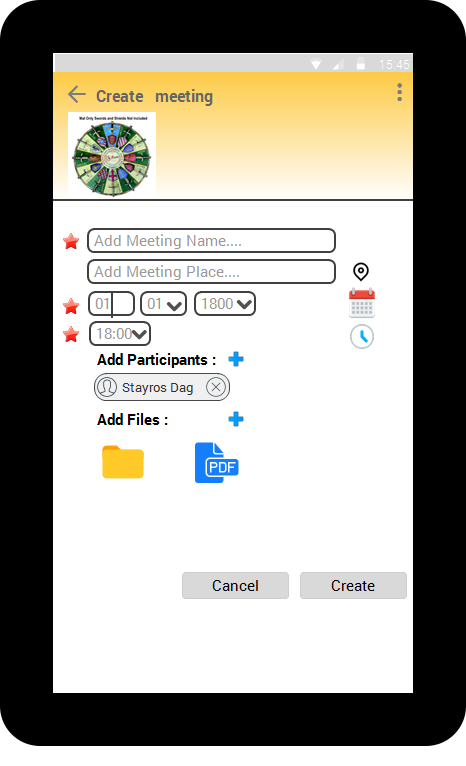 15:45
Create meeting
Mat Only Swords and Shields Not Included
Add Meeting Name....
Add Meeting Place....
01 01 1800
18:00
Add Participants :
Stayros Dag
Add Files :
PDF
Cancel Create